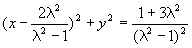 (x - 2λ²/(λ² - 1))² + y² = (1 + 3λ²)/(λ² - 1)²